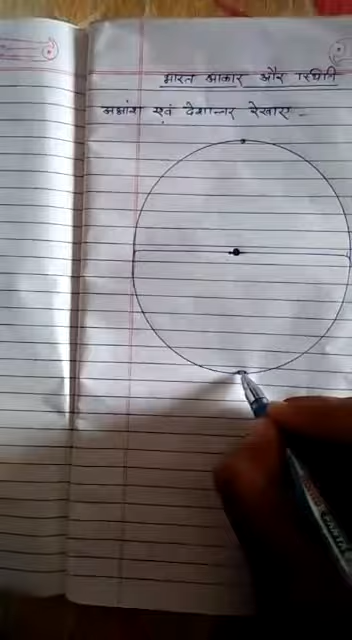 भारत आकार और स्थिति
अक्षांश एवं देशान्तर रेखाए -